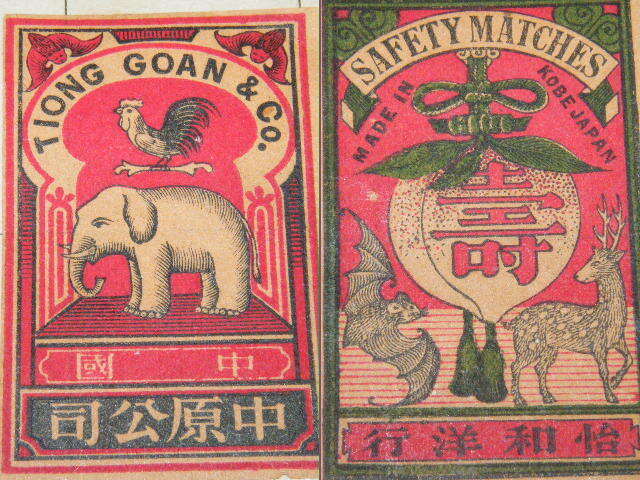 TIONG GOAN & Co.
國中
司公原中
SAFETY MATCHES
MADE IN
KOBE JAPAN
壽
行洋和怡